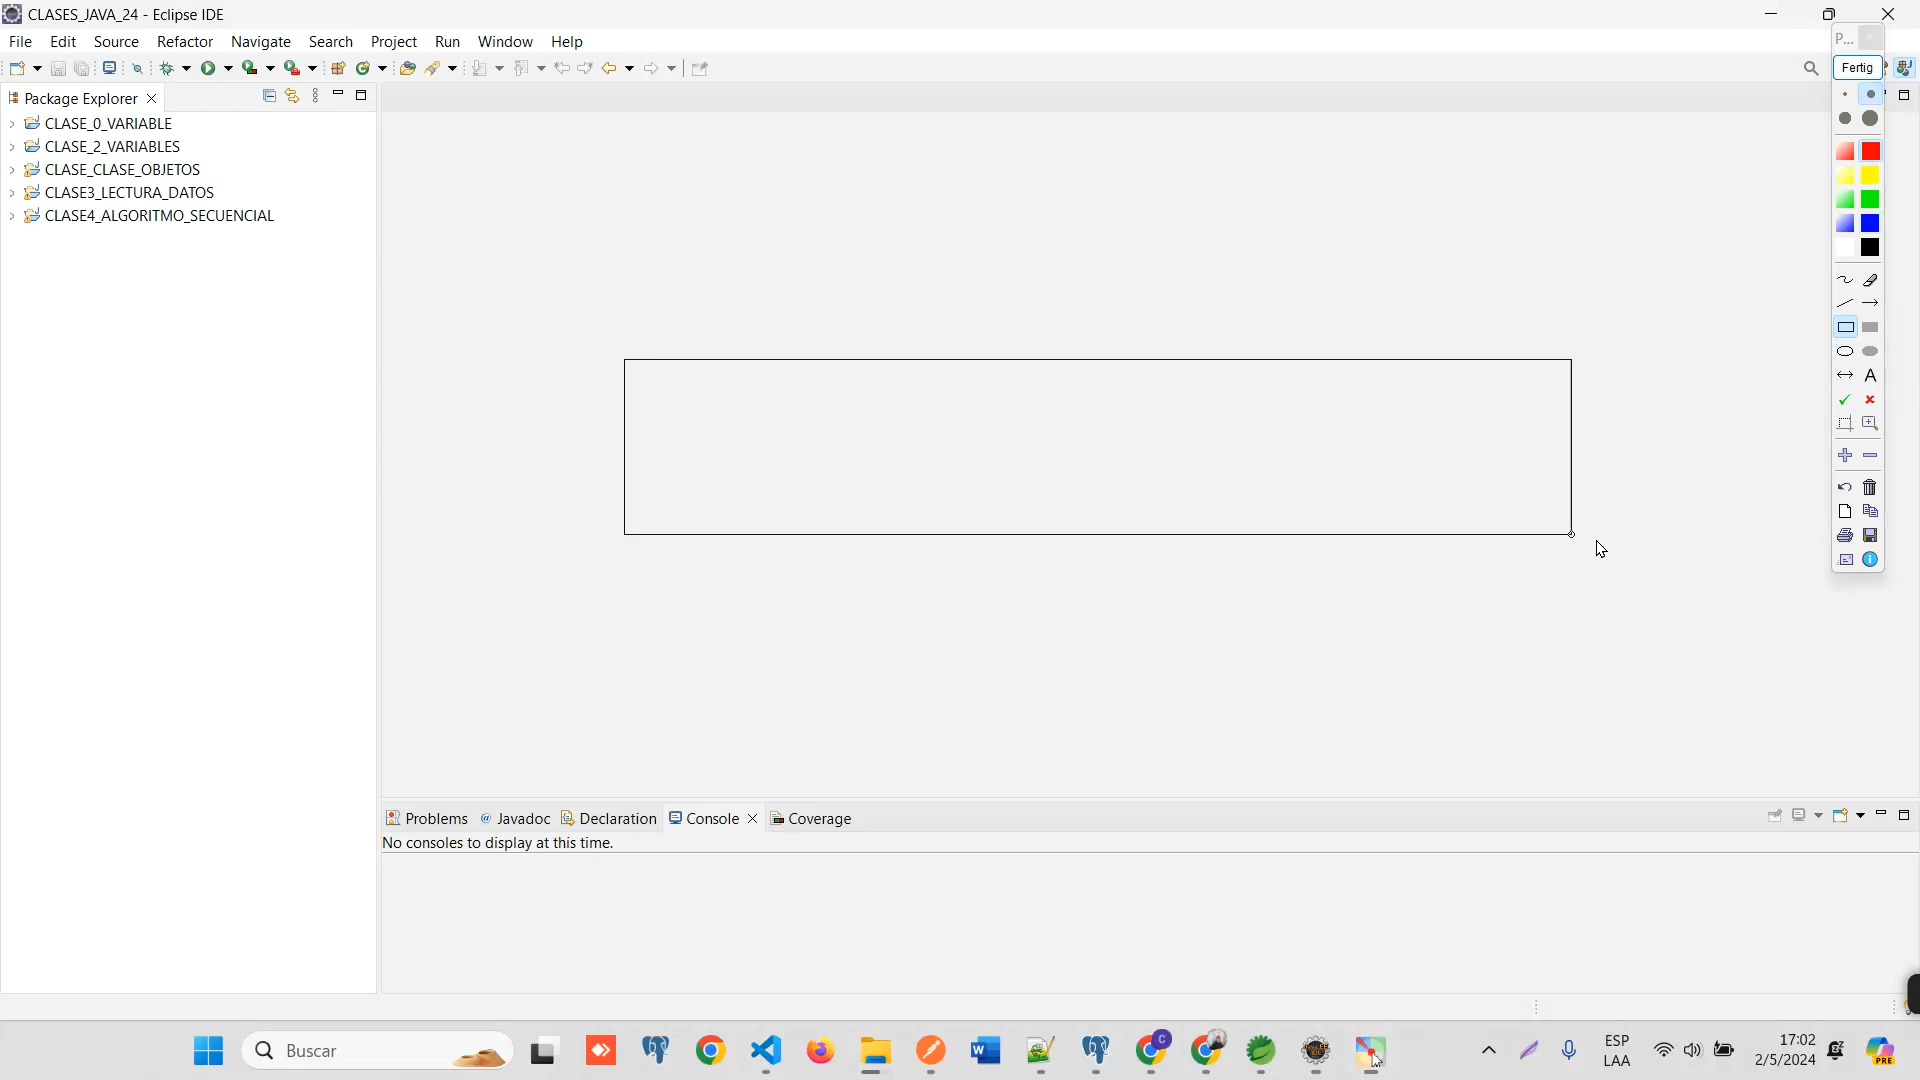 CLASES_JAVA_24 - Eclipse IDE
File Edit Source Refactor Navigate Search Project Run Window Help
P...
Fertig
Package Explorer
CLASE_0_VARIABLE
CLASE_2_VARIABLES
CLASE_CLASE_OBJETOS
CLASE3_LECTURA_DATOS
CLASE4_ALGORITMO_SECUENCIAL
A
Problems @ Javadoc Declaration Console Coverage
No consoles to display at this time.
Buscar
ESP
LAA
17:02
2/5/2024
PRE